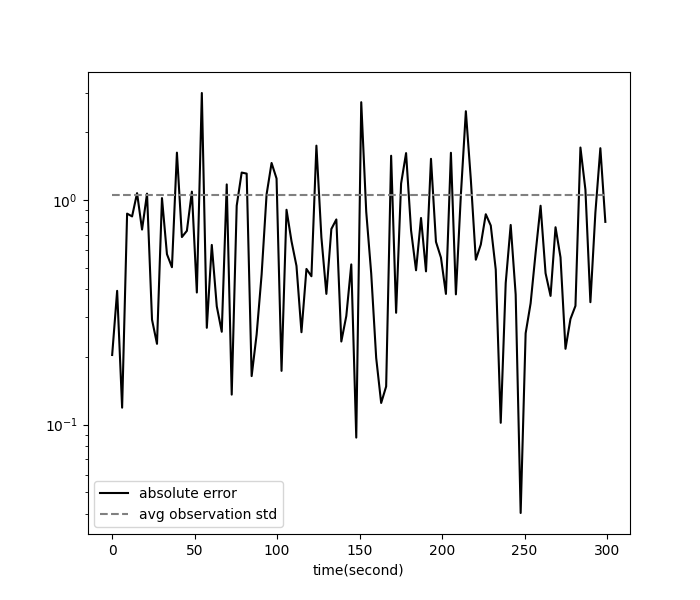 10⁰
10⁻¹
absolute error
avg observation std
0 50 100 150 200 250 300
time(second)